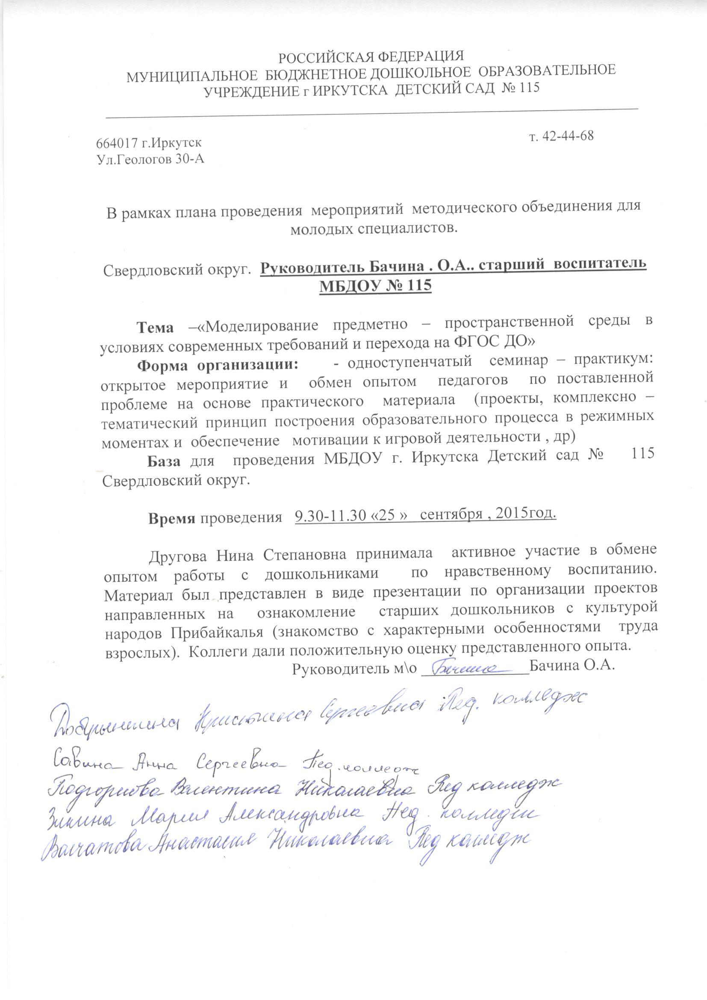 РОССИЙСКАЯ ФЕДЕРАЦИЯ
МУНИЦИПАЛЬНОЕ БЮДЖНЕТНОЕ ДОШКОЛЬНОЕ ОБРАЗОВАТЕЛЬНОЕ
УЧРЕЖДЕНИЕ г ИРКУТСКА ДЕТСКИЙ САД № 115
т. 42-44-68
664017 г.Иркутск
Ул.Геологов 30-А
В рамках плана проведения мероприятий методического объединения для
молодых специалистов.
Свердловский округ. Руководитель Бачина . О.А.. старший воспитатель
МБДОУ № 115
Тема –«Моделирование предметно – пространственной среды в
условиях современных требований и перехода на ФГОС ДО»
Форма организации: - одноступенчатый семинар – практикум:
открытое мероприятие и обмен опытом педагогов по поставленной
проблеме на основе практического материала (проекты, комплексно –
тематический принцип построения образовательного процесса в режимных
моментах и обеспечение мотивации к игровой деятельности , др)
База для проведения МБДОУ г. Иркутска Детский сад № 115
Свердловский округ.
Время проведения 9.30-11.30 «25 » сентября , 2015год.
Другова Нина Степановна принимала активное участие в обмене
опытом работы с дошкольниками по нравственному воспитанию.
Материал был представлен в виде презентации по организации проектов
направленных на ознакомление старших дошкольников с культурой
народов Прибайкалья (знакомство с характерными особенностями труда
взрослых). Коллеги дали положительную оценку представленного опыта.
Руководитель м\о Бачина Бачина О.А.
Кристина Сергеевна Пед. колледж
Савина Анна Сергеевна Пед. колледж
Валентина Николаевна Пед колледж
Зимина Мария Александровна Пед. колледж
Анастасия Николаевна Пед колледж